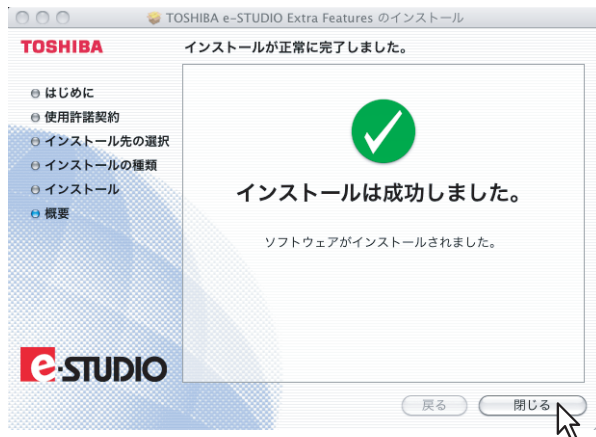 TOSHIBA e-STUDIO Extra Features のインストール
TOSHIBA
インストールが正常に完了しました。
はじめに
使用許諾契約
インストール先の選択
インストールの種類
インストール
概要
インストールは成功しました。
ソフトウェアがインストールされました。
e-STUDIO
戻る
閉じる